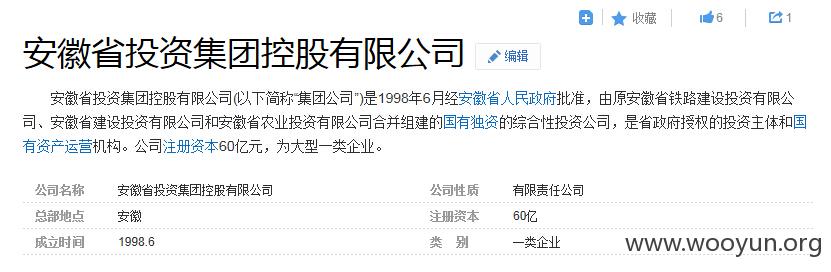 收藏 6 1
安徽省投资集团控股有限公司 编辑
安徽省投资集团控股有限公司(以下简称“集团公司”)是1998年6月经安徽省人民政府批准，由原安徽省铁路建设投资有限公
司、安徽省建设投资有限公司和安徽省农业投资有限公司合并组建的国有独资的综合性投资公司，是省政府授权的投资主体和国
有资产运营机构。公司注册资本60亿元，为大型一类企业。
公司名称 安徽省投资集团控股有限公司 公司性质 有限责任公司
总部地点 安徽 注册资本 60亿
成立时间 1998.6 类 别 一类企业
www.wooyun.org